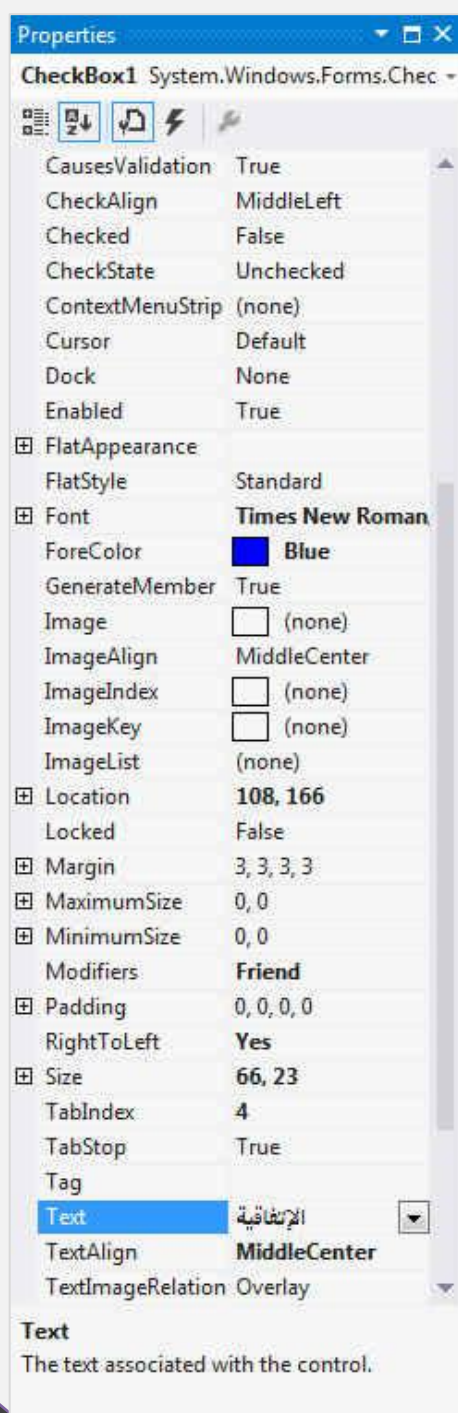 Properties
CheckBox1 System.Windows.Forms.Chec
CausesValidation True
CheckAlign MiddleLeft
Checked False
CheckState Unchecked
ContextMenuStrip (none)
Cursor Default
Dock None
Enabled True
FlatAppearance
FlatStyle Standard
Font Times New Roman,
ForeColor Blue
GenerateMember True
Image (none)
ImageAlign MiddleCenter
ImageIndex (none)
ImageKey (none)
ImageList (none)
Location 108, 166
Locked False
Margin 3, 3, 3, 3
MaximumSize 0, 0
MinimumSize 0, 0
Modifiers Friend
Padding 0, 0, 0, 0
RightToLeft Yes
Size 66, 23
TabIndex 4
TabStop True
Tag
Text الإتفاقية
TextAlign MiddleCenter
TextImageRelation Overlay
Text
The text associated with the control.